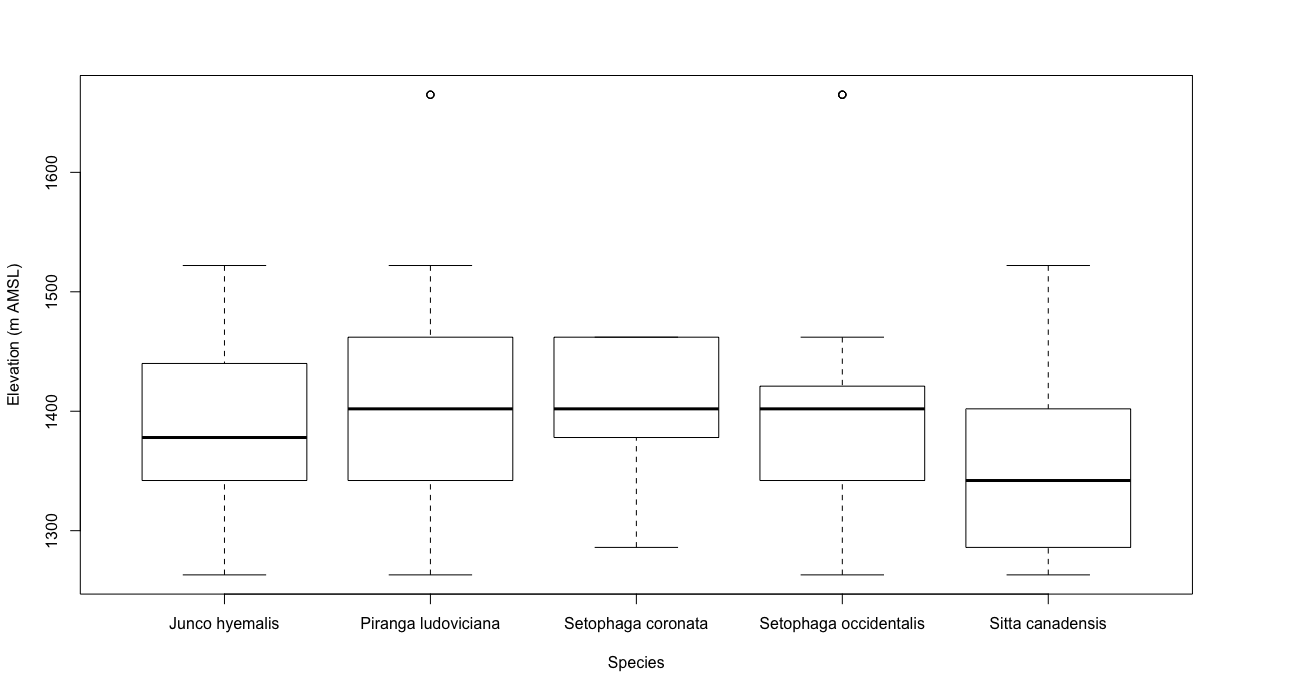 Elevation (m AMSL)
1600
1500
1400
1300
Junco hyemalis Piranga ludoviciana Setophaga coronata Setophaga occidentalis Sitta canadensis
Species